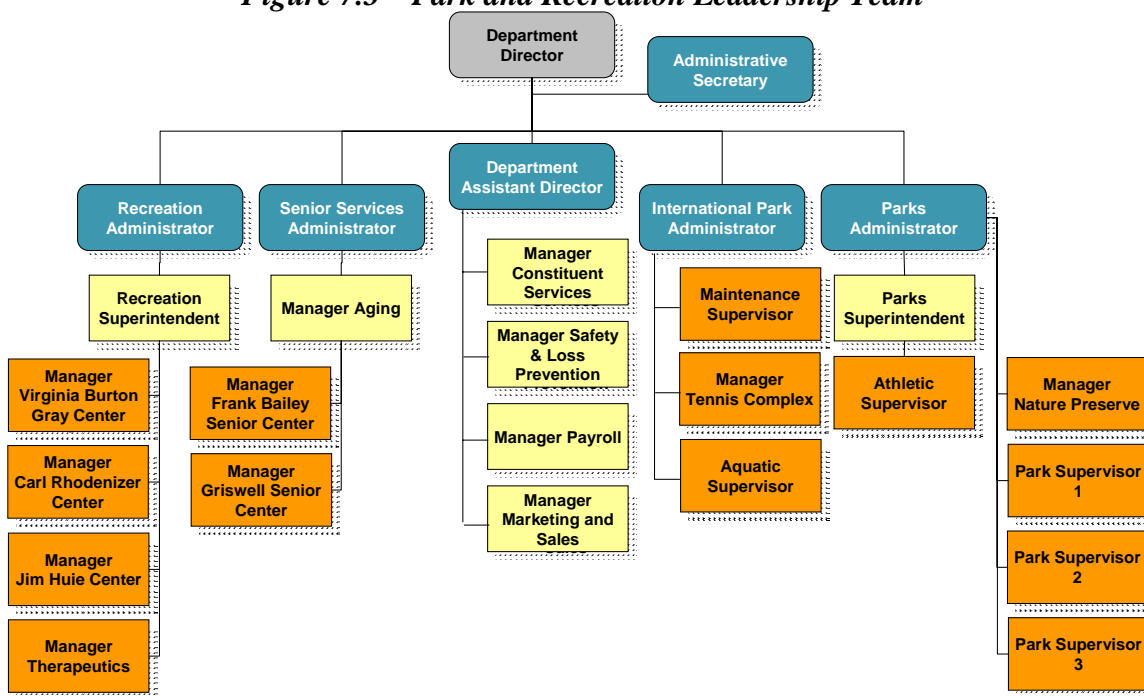 Figure 7.3 – Park and Recreation Leadership Team
Department
Director
Administrative
Secretary
Department
Assistant Director
Recreation
Administrator
Senior Services
Administrator
International Park
Administrator
Parks
Administrator
Recreation
Superintendent
Manager Aging
Manager
Constituent
Services
Maintenance
Supervisor
Parks
Superintendent
Manager
Virginia Burton
Gray Center
Manager
Frank Bailey
Senior Center
Manager Safety
& Loss
Prevention
Manager
Tennis Complex
Athletic
Supervisor
Manager
Nature Preserve
Manager
Carl Rhodenizer
Center
Manager
Griswell Senior
Center
Manager Payroll
Aquatic
Supervisor
Park Supervisor
1
Manager
Jim Huie Center
Manager
Marketing and
Sales
Park Supervisor
2
Manager
Therapeutics
Park Supervisor
3